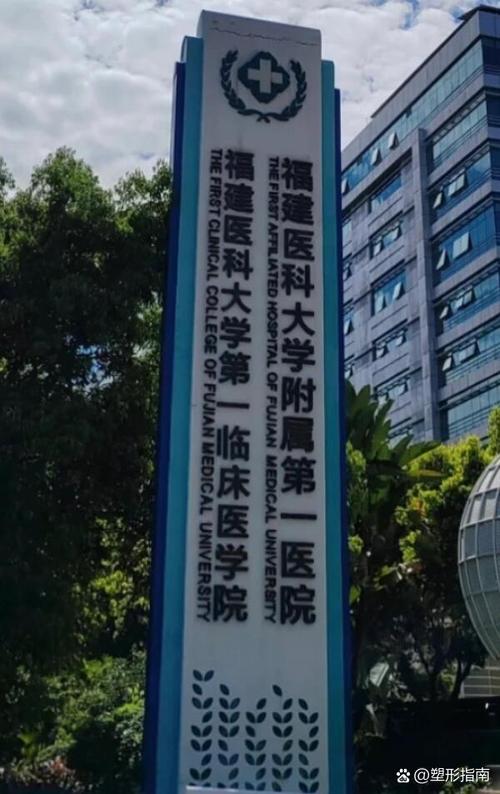 福建医科大学附属第一医院
THE FIRST AFFILIATED HOSPITAL OF FUJIAN MEDICAL UNIVERSITY
福建医科大学第一临床医学院
THE FIRST CLINICAL COLLEGE OF FUJIAN MEDICAL UNIVERSITY
@塑形指南